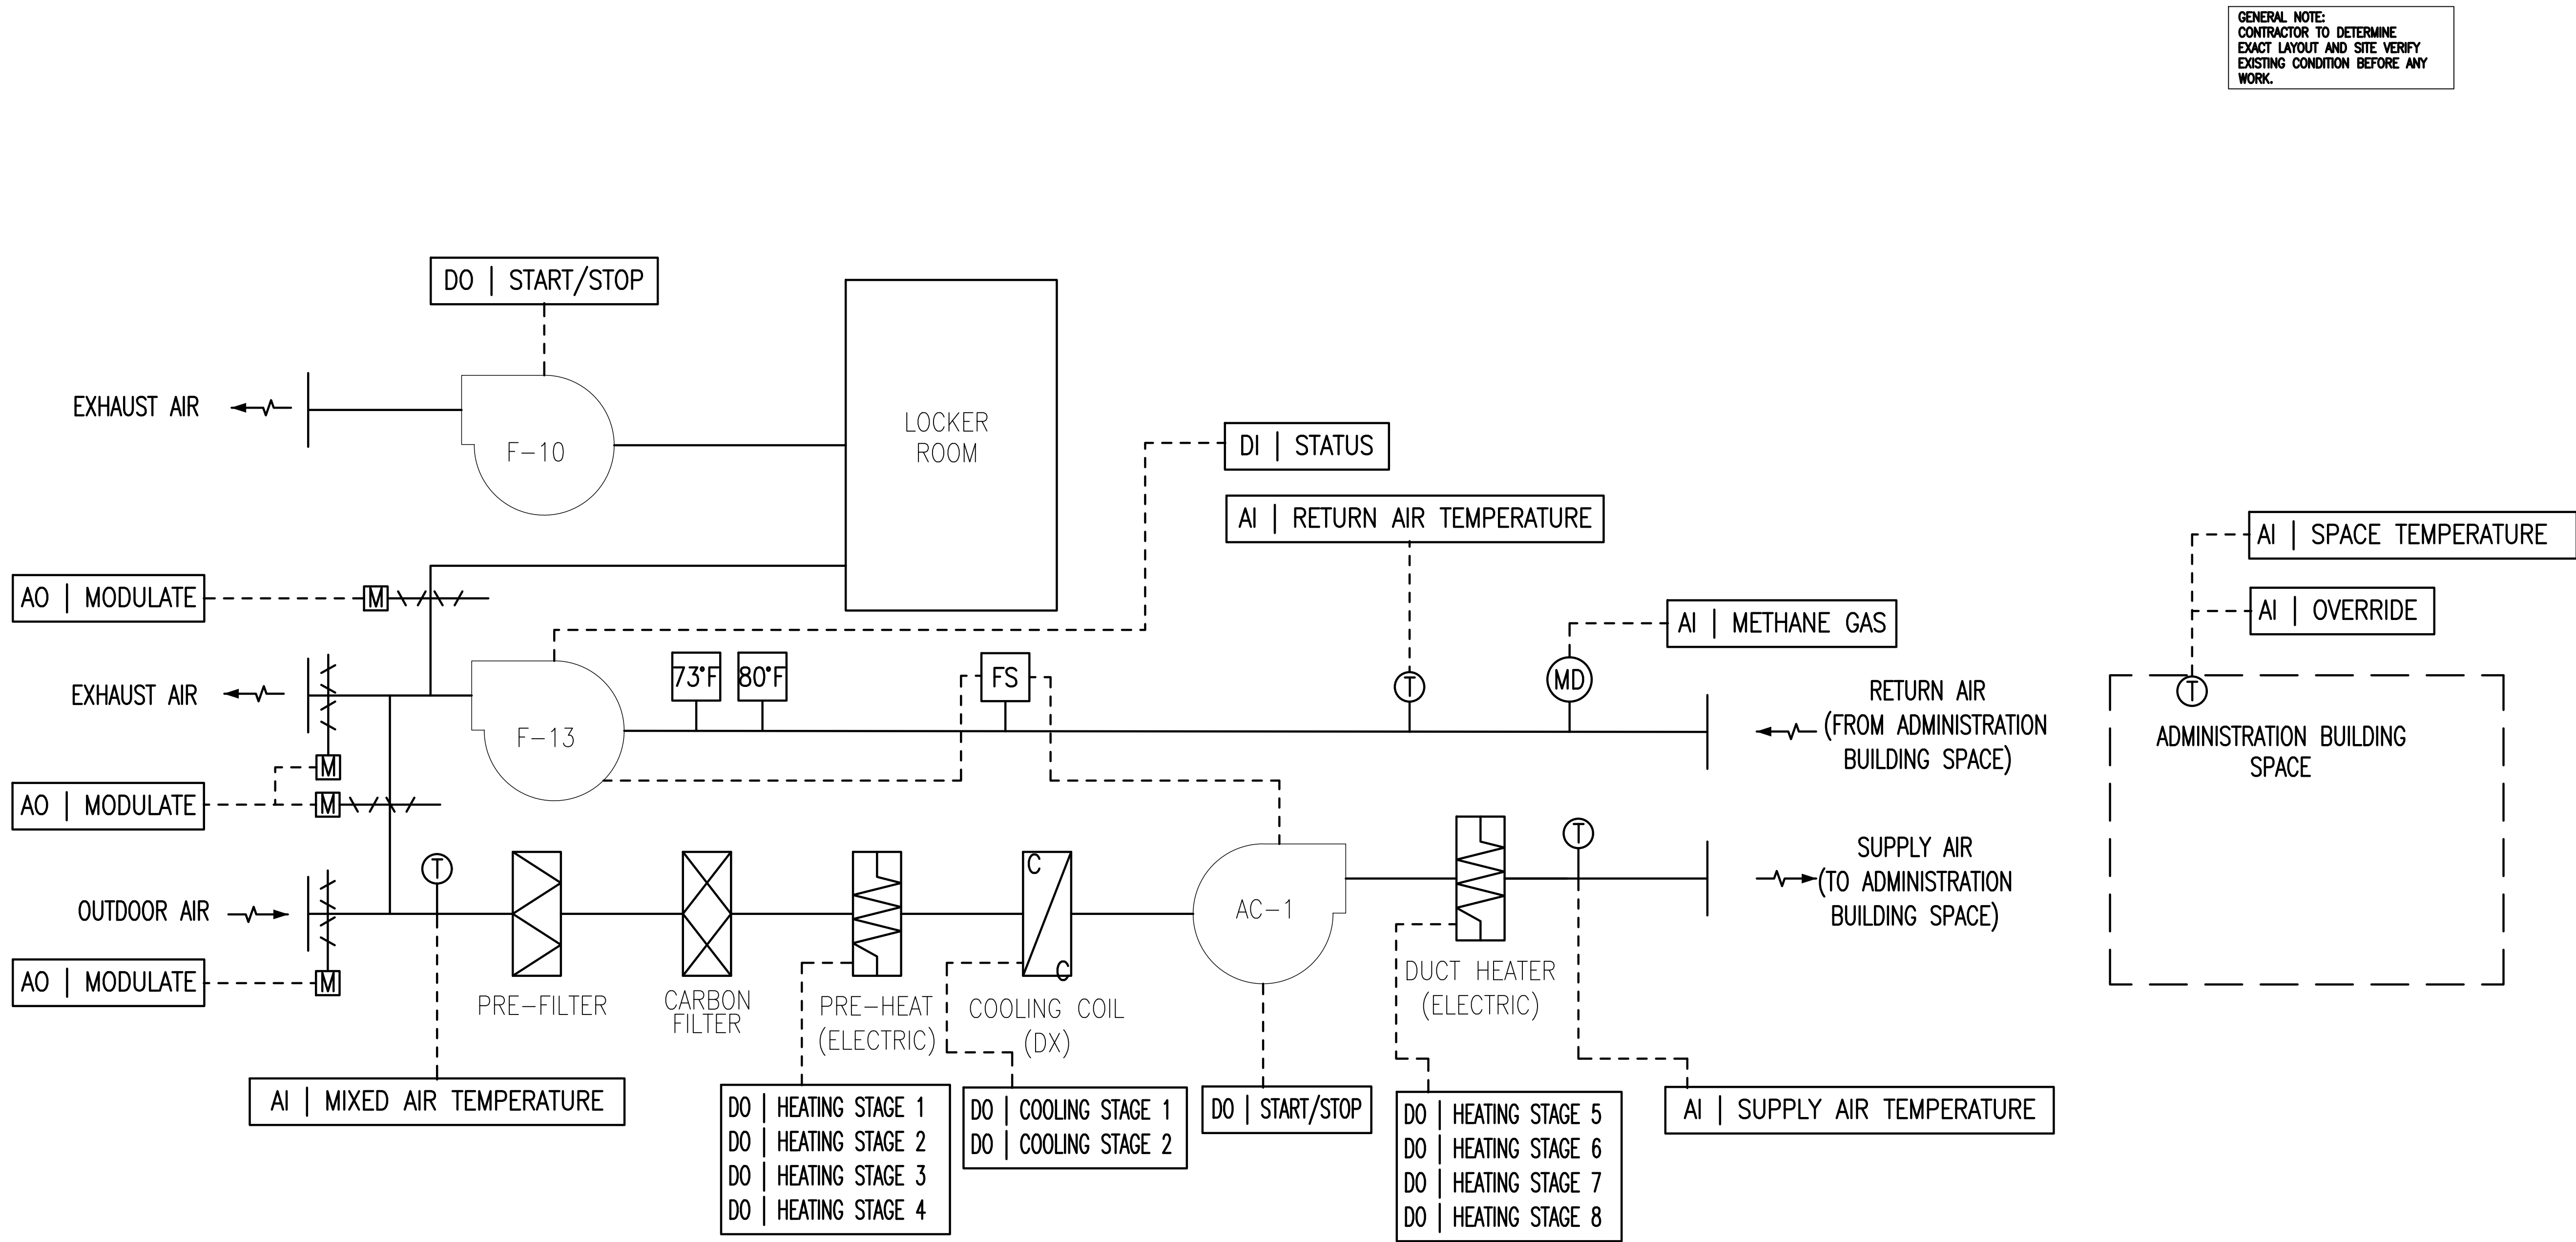 GENERAL NOTE:
CONTRACTOR TO DETERMINE
EXACT LAYOUT AND SITE VERIFY
EXISTING CONDITION BEFORE ANY
WORK.
DO | START/STOP
EXHAUST AIR
F-10
LOCKER
ROOM
DI | STATUS
AI | RETURN AIR TEMPERATURE
AI | SPACE TEMPERATURE
AO | MODULATE
M
AI | METHANE GAS
AI | OVERRIDE
EXHAUST AIR
F-13
73°F
80°F
FS
T
MD
RETURN AIR
(FROM ADMINISTRATION
BUILDING SPACE)
T
ADMINISTRATION BUILDING
SPACE
M
AO | MODULATE
M
OUTDOOR AIR
T
C
C
AC-1
T
SUPPLY AIR
(TO ADMINISTRATION
BUILDING SPACE)
AO | MODULATE
M
PRE-FILTER
CARBON
FILTER
PRE-HEAT
(ELECTRIC)
COOLING COIL
(DX)
DUCT HEATER
(ELECTRIC)
AI | MIXED AIR TEMPERATURE
DO | HEATING STAGE 1
DO | HEATING STAGE 2
DO | HEATING STAGE 3
DO | HEATING STAGE 4
DO | COOLING STAGE 1
DO | COOLING STAGE 2
DO | START/STOP
DO | HEATING STAGE 5
DO | HEATING STAGE 6
DO | HEATING STAGE 7
DO | HEATING STAGE 8
AI | SUPPLY AIR TEMPERATURE